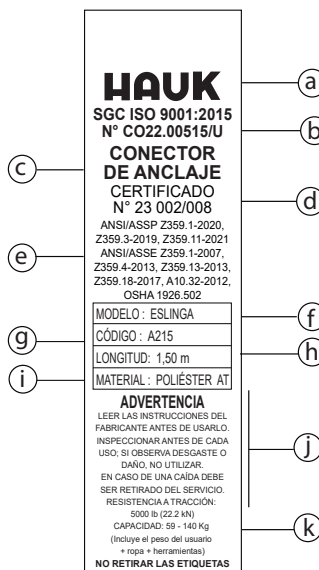 HAUK
SGC ISO 9001:2015
N° CO22.00515/U
CONECTOR
DE ANCLAJE
CERTIFICADO
N° 23 002/008
ANSI/ASSP Z359.1-2020,
Z359.3-2019, Z359.11-2021
ANSI/ASSE Z359.1-2007,
Z359.4-2013, Z359.13-2013,
Z359.18-2017, A10.32-2012,
OSHA 1926.502
MODELO : ESLINGA
CÓDIGO : A215
LONGITUD: 1,50 m
MATERIAL : POLIÉSTER AT
ADVERTENCIA
LEER LAS INSTRUCCIONES DEL
FABRICANTE ANTES DE USARLO.
INSPECCIONAR ANTES DE CADA
USO; SI OBSERVA DESGASTE O
DAÑO, NO UTILIZAR.
EN CASO DE UNA CAÍDA DEBE
SER RETIRADO DEL SERVICIO.
RESISTENCIA A TRACCIÓN:
5000 lb (22.2 kN)
CAPACIDAD: 59 - 140 Kg
(Incluye el peso del usuario
+ ropa + herramientas)
NO RETIRAR LAS ETIQUETAS
a
b
c
d
e
f
g
h
i
j
k